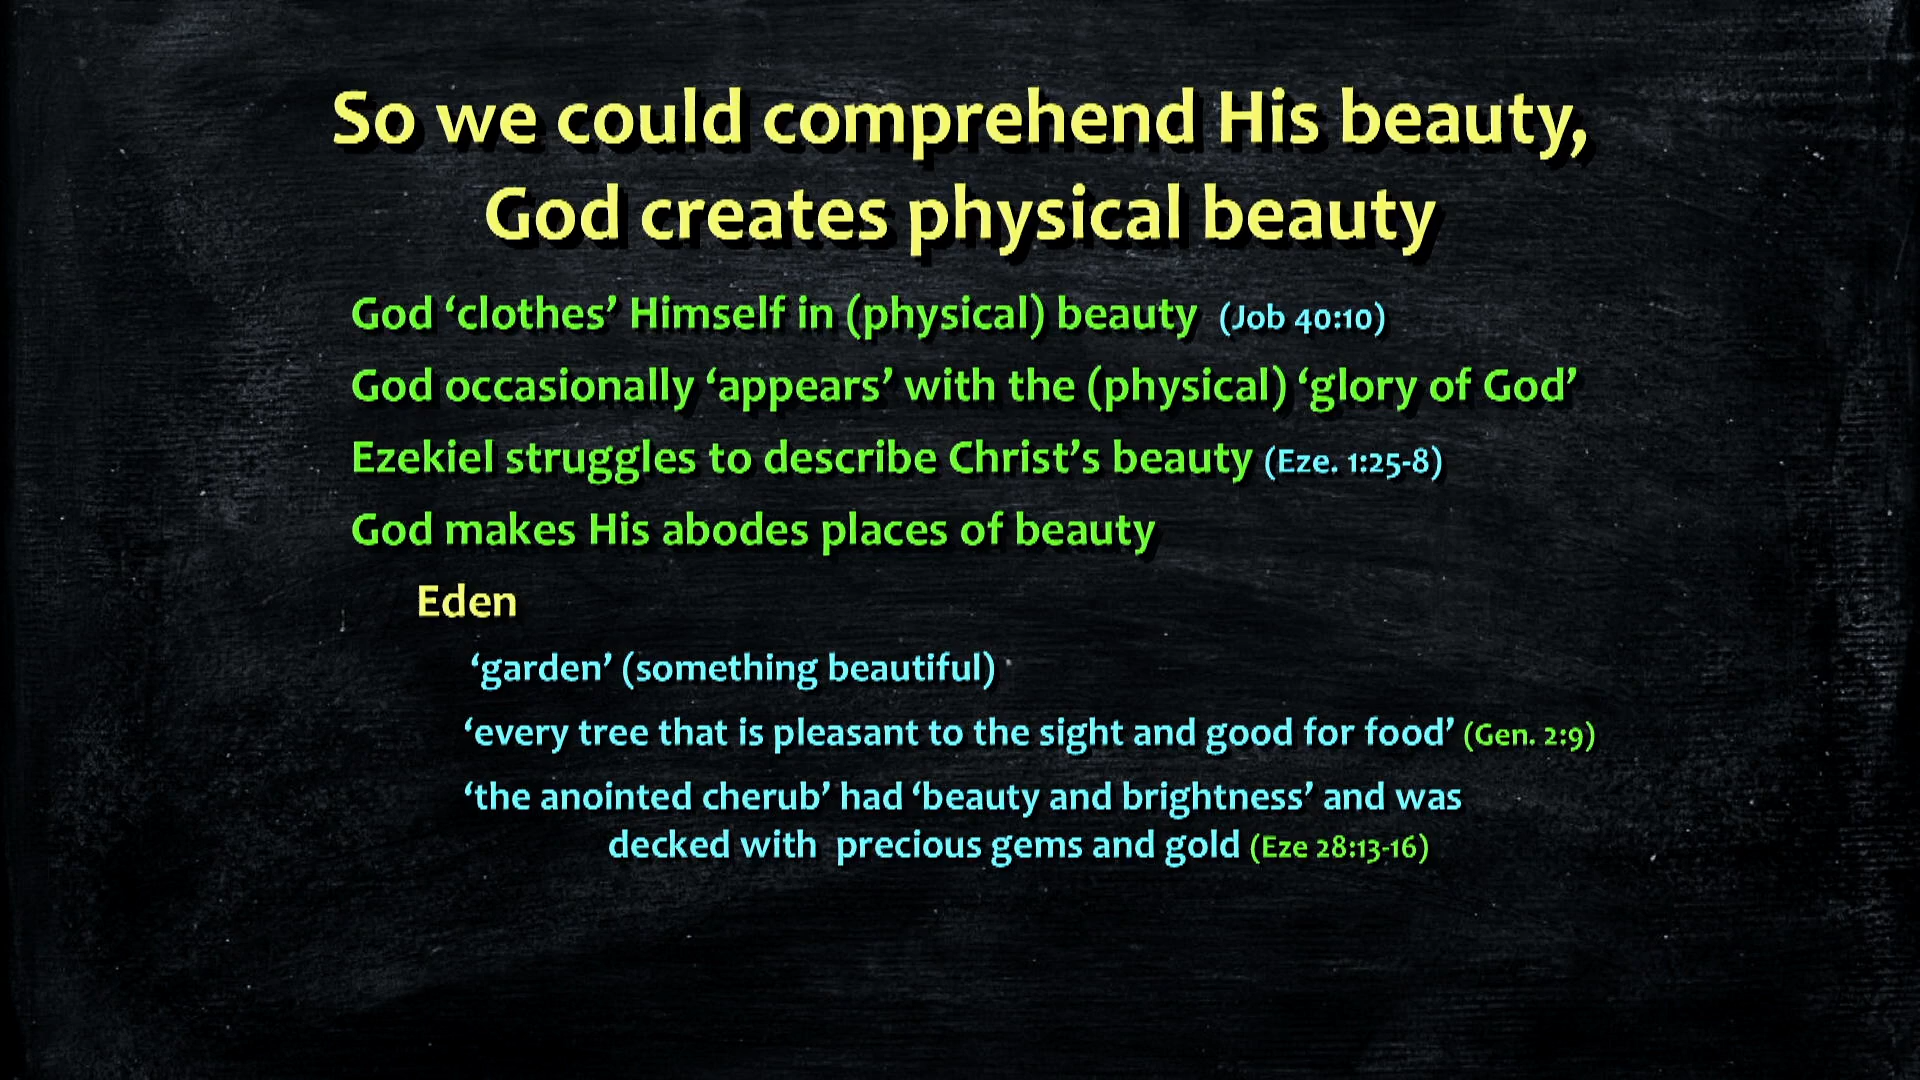 So we could comprehend His beauty,
God creates physical beauty
God ‘clothes’ Himself in (physical) beauty (Job 40:10)
God occasionally ‘appears’ with the (physical) ‘glory of God’
Ezekiel struggles to describe Christ’s beauty (Eze. 1:25-8)
God makes His abodes places of beauty
Eden
‘garden’ (something beautiful)
‘every tree that is pleasant to the sight and good for food’ (Gen. 2:9)
‘the anointed cherub’ had ‘beauty and brightness’ and was
decked with precious gems and gold (Eze 28:13-16)